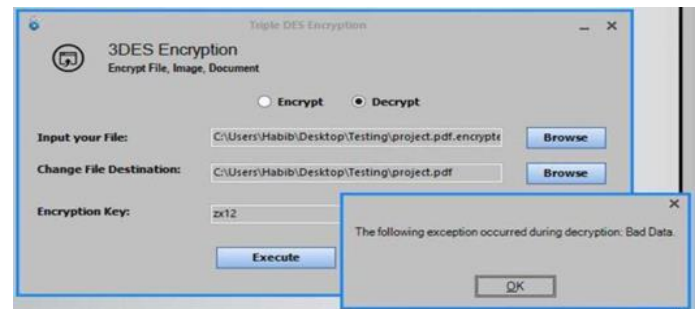 Triple DES Encryption
3DES Encryption
Encrypt File, Image, Document
Encrypt Decrypt
Input your File: C:\Users\Habib\Desktop\Testing\project.pdf.encrypte Browse
Change File Destination: C:\Users\Habib\Desktop\Testing\project.pdf Browse
Encryption Key: zx12
The following exception occurred during decryption: Bad Data.
Execute
OK